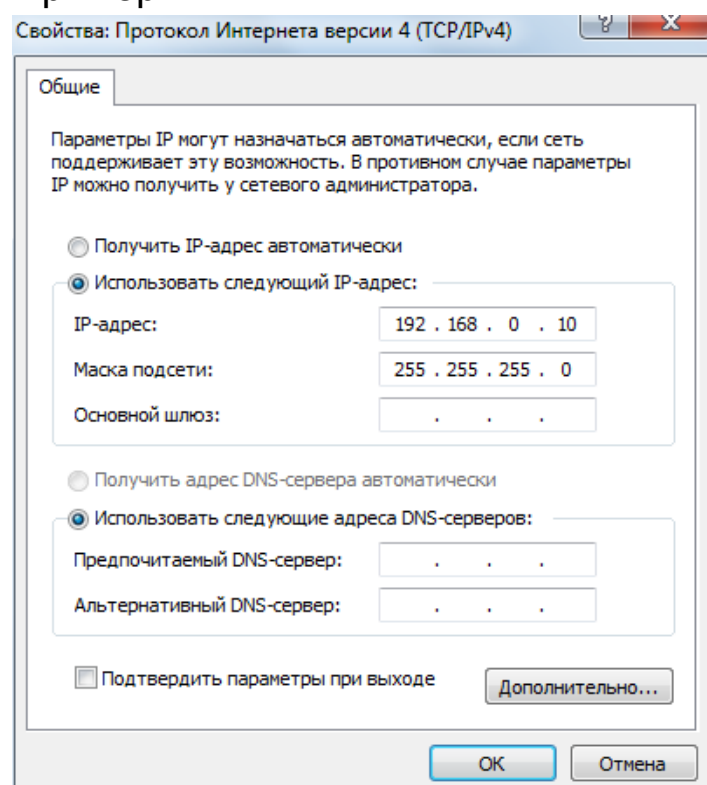 Свойства: Протокол Интернета версии 4 (TCP/IPv4)
Общие
Параметры IP могут назначаться автоматически, если сеть
поддерживает эту возможность. В противном случае параметры
IP можно получить у сетевого администратора.
Получить IP-адрес автоматически
Использовать следующий IP-адрес:
IP-адрес: 192 . 168 . 0 . 10
Маска подсети: 255 . 255 . 255 . 0
Основной шлюз: . . .
Получить адрес DNS-сервера автоматически
Использовать следующие адреса DNS-серверов:
Предпочитаемый DNS-сервер: . . .
Альтернативный DNS-сервер: . . .
Подтвердить параметры при выходе
Дополнительно...
ОК Отмена